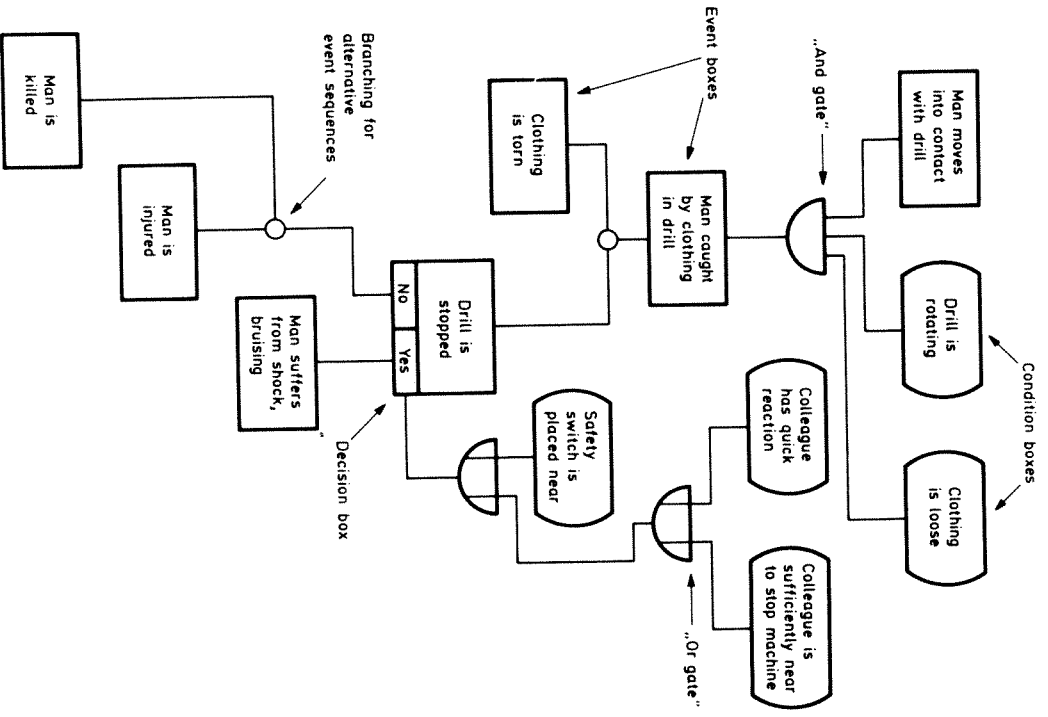 Man moves
into contact
with drill
Drill is
rotating
Condition boxes
Clothing
is loose
„And gate"
Event boxes
Man caught
by clothing
in drill
Colleague
has quick
reaction
Colleague is
sufficiently near
to stop machine
„Or gate"
Clothing
is torn
Safety
switch is
placed near
Drill is
stopped
No
Yes
Decision box
Branching for
alternative
event sequences
Man suffers
from shock,
bruising
Man is
injured
Man is
killed